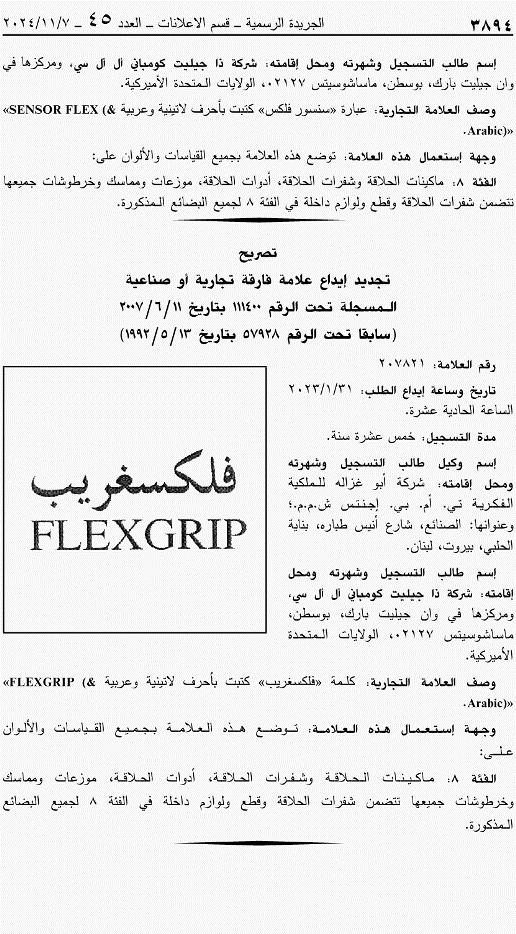 ٣٨٩٤ الجريدة الرسمية – قسم الاعلانات – العدد ٤٥ – ٢٠٢٤/١١/٧
إسم طالب التسجيل وشهرته ومحل إقامته: شركة ذا جيليت كومباني آل آل سي، ومركزها في
وان جيليت بارك، بوسطن، ماساشوسيتس ٠٢١٢٧، الولايات المتحدة الأميركية.
وصف العلامة التجارية: عبارة «سنسور فلكس» كتبت بأحرف لاتينية وعربية «SENSOR FLEX (&
Arabic)».
وجهة إستعمال هذه العلامة: توضع هذه العلامة بجميع القياسات والألوان على:
الفئة ٨: ماكينات الحلاقة وشفرات الحلاقة، أدوات الحلاقة، موزعات ومماسك وخرطوشات جميعها
تتضمن شفرات الحلاقة وقطع ولوازم داخلة في الفئة ٨ لجميع البضائع المذكورة.
تصريح
تجديد إيداع علامة فارقة تجارية أو صناعية
المسجلة تحت الرقم ١١١٤٠٠ بتاريخ ٢٠٠٧/٦/١١
(سابقا تحت الرقم ٥٧٩٢٨ بتاريخ ١٩٩٢/٥/١٣)
رقم العلامة: ٢٠٧٨٢١
تاريخ وساعة إيداع الطلب: ٢٠٢٣/١/٣١
الساعة الحادية عشرة.
مدة التسجيل: خمس عشرة سنة.
إسم وكيل طالب التسجيل وشهرته
ومحل إقامته: شركة أبو غزاله للملكية
الفكرية تي. أم. بي. إجنتس ش.م.م.؛
وعنوانها: الصنائع، شارع أنيس طباره، بناية
الحلبي، بيروت، لبنان.
إسم طالب التسجيل وشهرته ومحل
إقامته: شركة ذا جيليت كومباني آل آل سي،
ومركزها في وان جيليت بارك، بوسطن،
ماساشوسيتس ٠٢١٢٧، الولايات المتحدة
الأميركية.
فلكسغريب
FLEXGRIP
وصف العلامة التجارية: كلمة «فلكسغريب» كتبت بأحرف لاتينية وعربية «FLEXGRIP (&
Arabic)».
وجهة إستعمال هذه العلامة: توضع هذه العلامة بجميع القياسات والألوان
على:
الفئة ٨: ماكينات الحلاقة وشفرات الحلاقة، أدوات الحلاقة، موزعات ومماسك
وخرطوشات جميعها تتضمن شفرات الحلاقة وقطع ولوازم داخلة في الفئة ٨ لجميع البضائع
المذكورة.